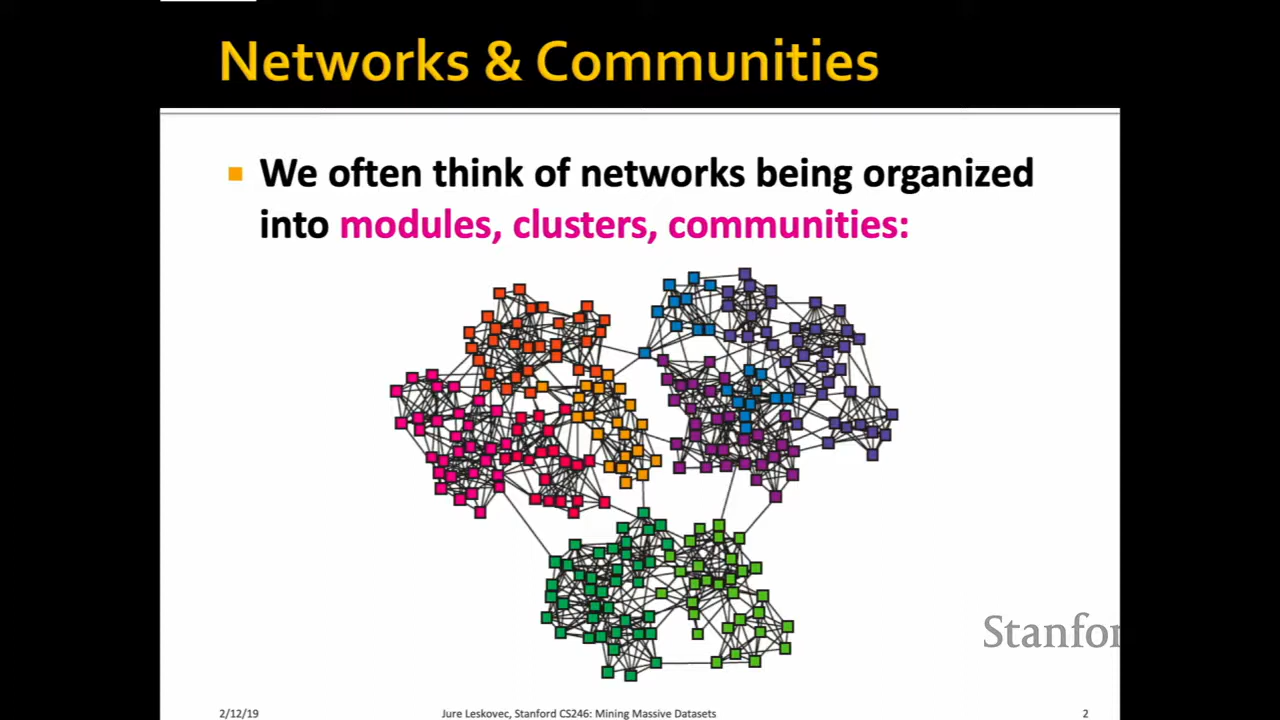 Networks & Communities
We often think of networks being organized
into modules, clusters, communities:
Stanfor
2/12/19
Jure Leskovec, Stanford CS246: Mining Massive Datasets
2